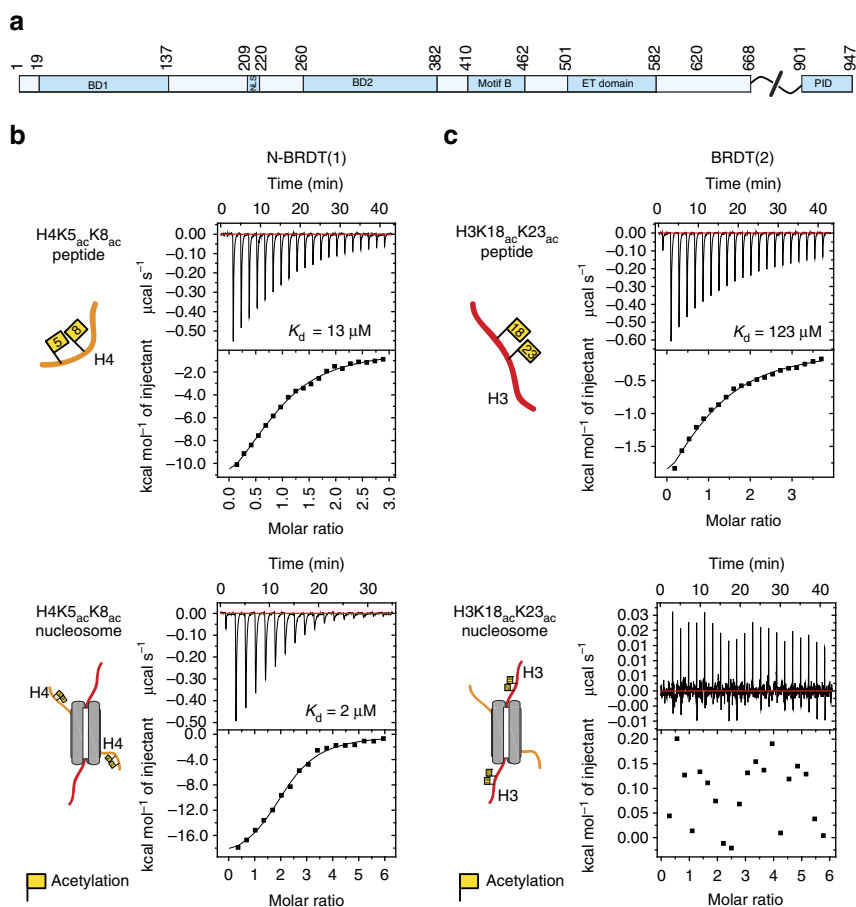 a
1 19 137 209 220 260 382 410 462 501 582 620 668 901 947
BD1 NLS BD2 Motif B ET domain PID
b
N-BRDT(1)
Time (min)
0 10 20 30 40
H4K5acK8ac
peptide
5 8
H4
µcal s−1
0.00
−0.10
−0.20
−0.30
−0.40
−0.50
Kd = 13 µM
kcal mol−1 of injectant
−2.0
−4.0
−6.0
−8.0
−10.0
0.0 0.5 1.0 1.5 2.0 2.5 3.0
Molar ratio
Time (min)
0 10 20 30
H4K5acK8ac
nucleosome
H4
H4
µcal s−1
0.00
−0.10
−0.20
−0.30
−0.40
−0.50
Kd = 2 µM
kcal mol−1 of injectant
0.0
−4.0
−8.0
−12.0
−16.0
0 1 2 3 4 5 6
Molar ratio
Acetylation
c
BRDT(2)
Time (min)
0 10 20 30 40
H3K18acK23ac
peptide
18
23
H3
µcal s−1
0.00
−0.10
−0.20
−0.30
−0.40
−0.50
−0.60
Kd = 123 µM
kcal mol−1 of injectant
−0.5
−1.0
−1.5
0 1 2 3
Molar ratio
Time (min)
0 10 20 30 40
H3K18acK23ac
nucleosome
H3
H3
µcal s−1
0.03
0.02
0.01
0.01
0.00
−0.00
−0.01
kcal mol−1 of injectant
0.20
0.15
0.10
0.05
0.00
0 1 2 3 4 5 6
Molar ratio
Acetylation